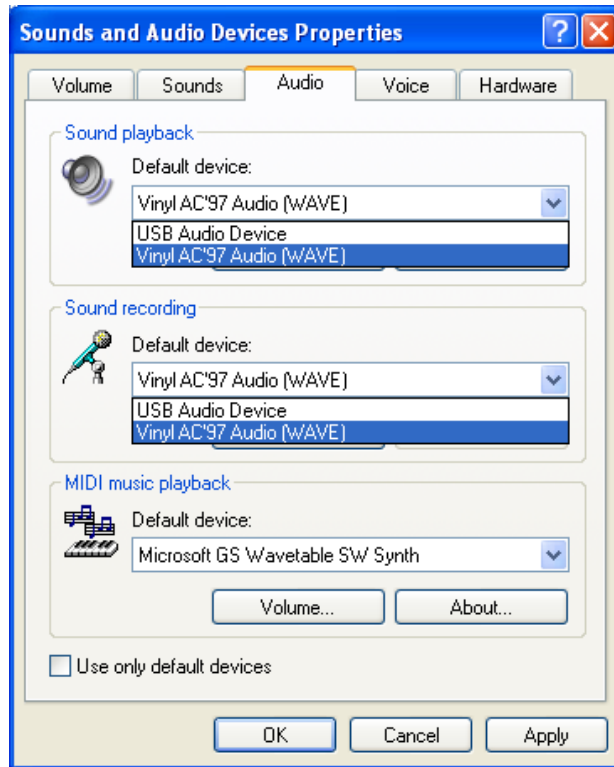 Sounds and Audio Devices Properties
Volume Sounds Audio Voice Hardware
Sound playback
Default device:
Vinyl AC'97 Audio (WAVE)
USB Audio Device
Vinyl AC'97 Audio (WAVE)
Sound recording
Default device:
Vinyl AC'97 Audio (WAVE)
USB Audio Device
Vinyl AC'97 Audio (WAVE)
MIDI music playback
Default device:
Microsoft GS Wavetable SW Synth
Volume... About...
Use only default devices
OK Cancel Apply